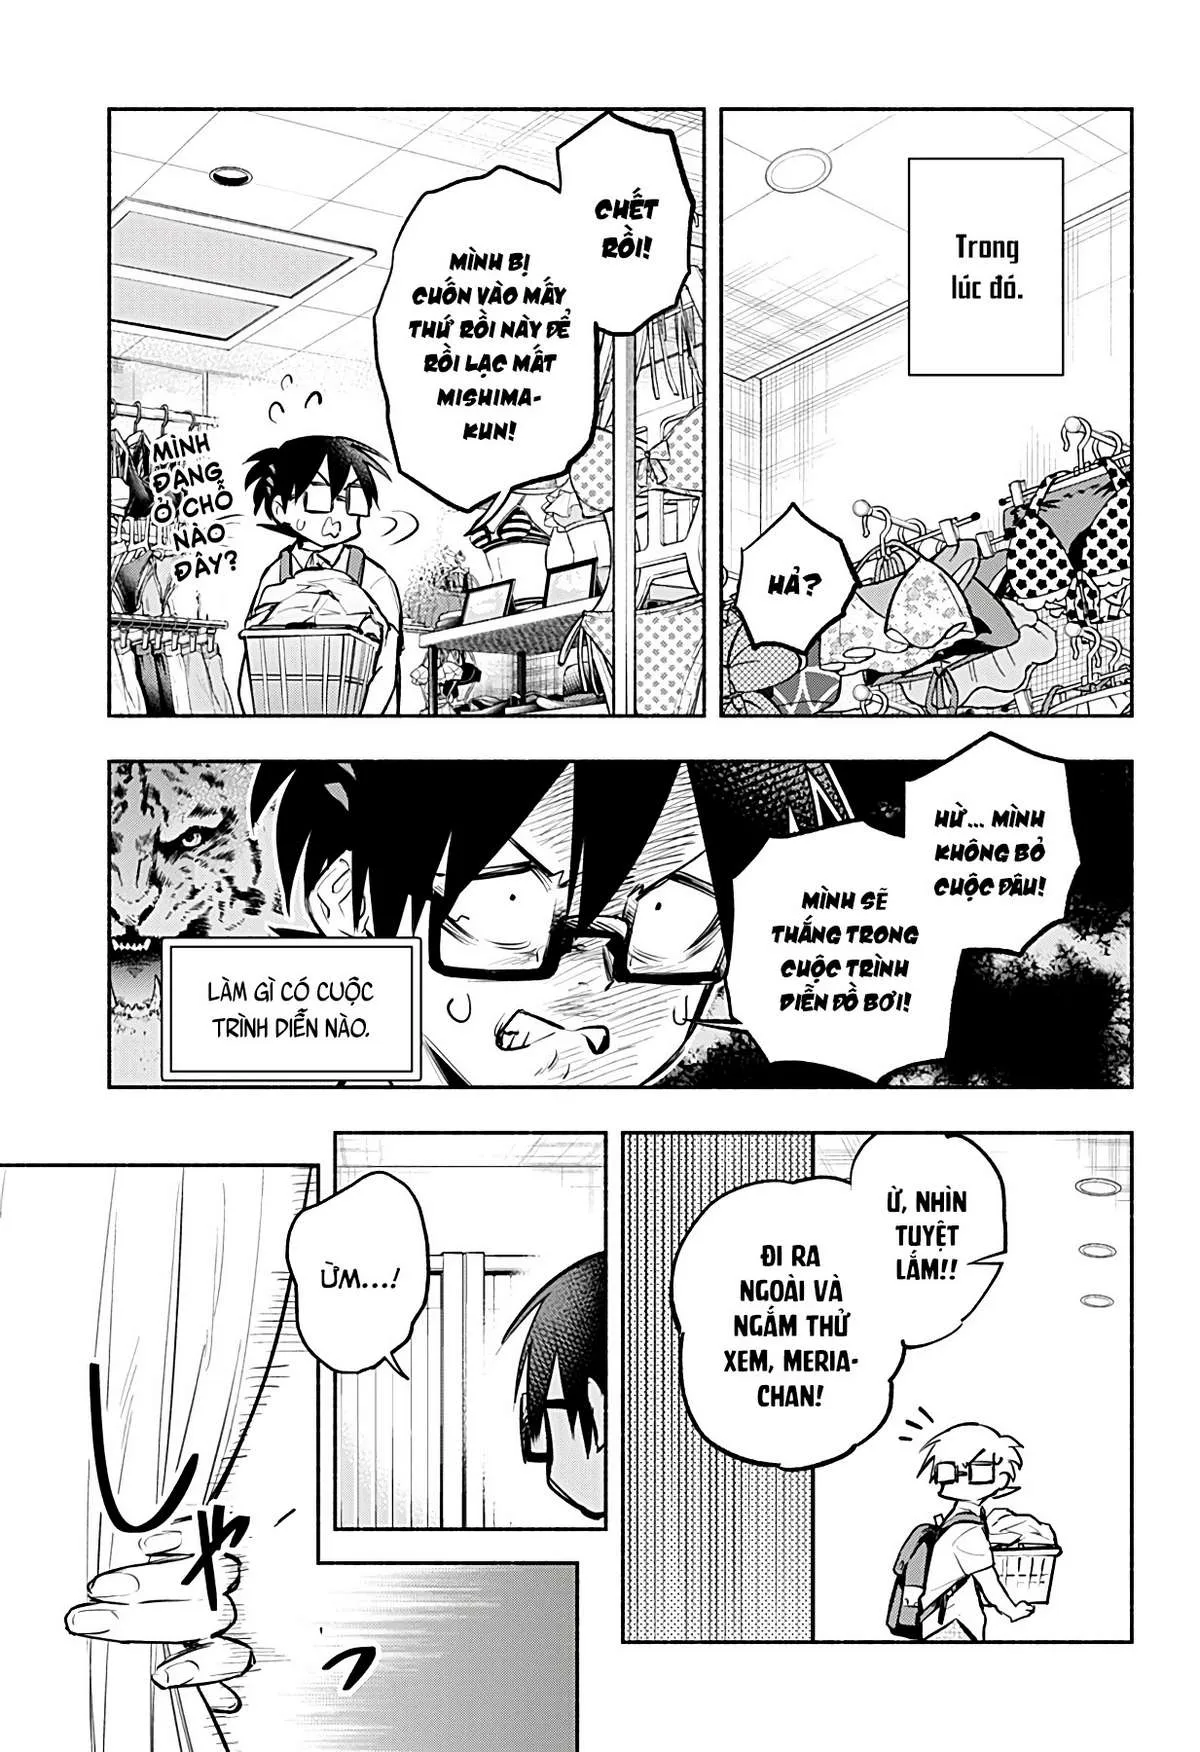 Trong
lúc đó.
HẢ?
CHẾT
RỒI!
MÌNH BỊ
CUỐN VÀO MẤY
THỨ RỒI NÀY ĐỂ
RỒI LẠC MẤT
MISHIMA-
KUN!
MÌNH
ĐANG
Ở CHỖ
NÀO
ĐÂY?
HỪ... MÌNH
KHÔNG BỎ
CUỘC ĐÂU!
MÌNH SẼ
THẮNG TRONG
CUỘC TRÌNH
DIỄN ĐỒ BƠI!
LÀM GÌ CÓ CUỘC
TRÌNH DIỄN NÀO.
Ừ, NHÌN
TUYỆT
LẮM!!
ĐI RA
NGOÀI VÀ
NGẮM THỬ
XEM, MERIA-
CHAN!
ỪM...!
シャッ